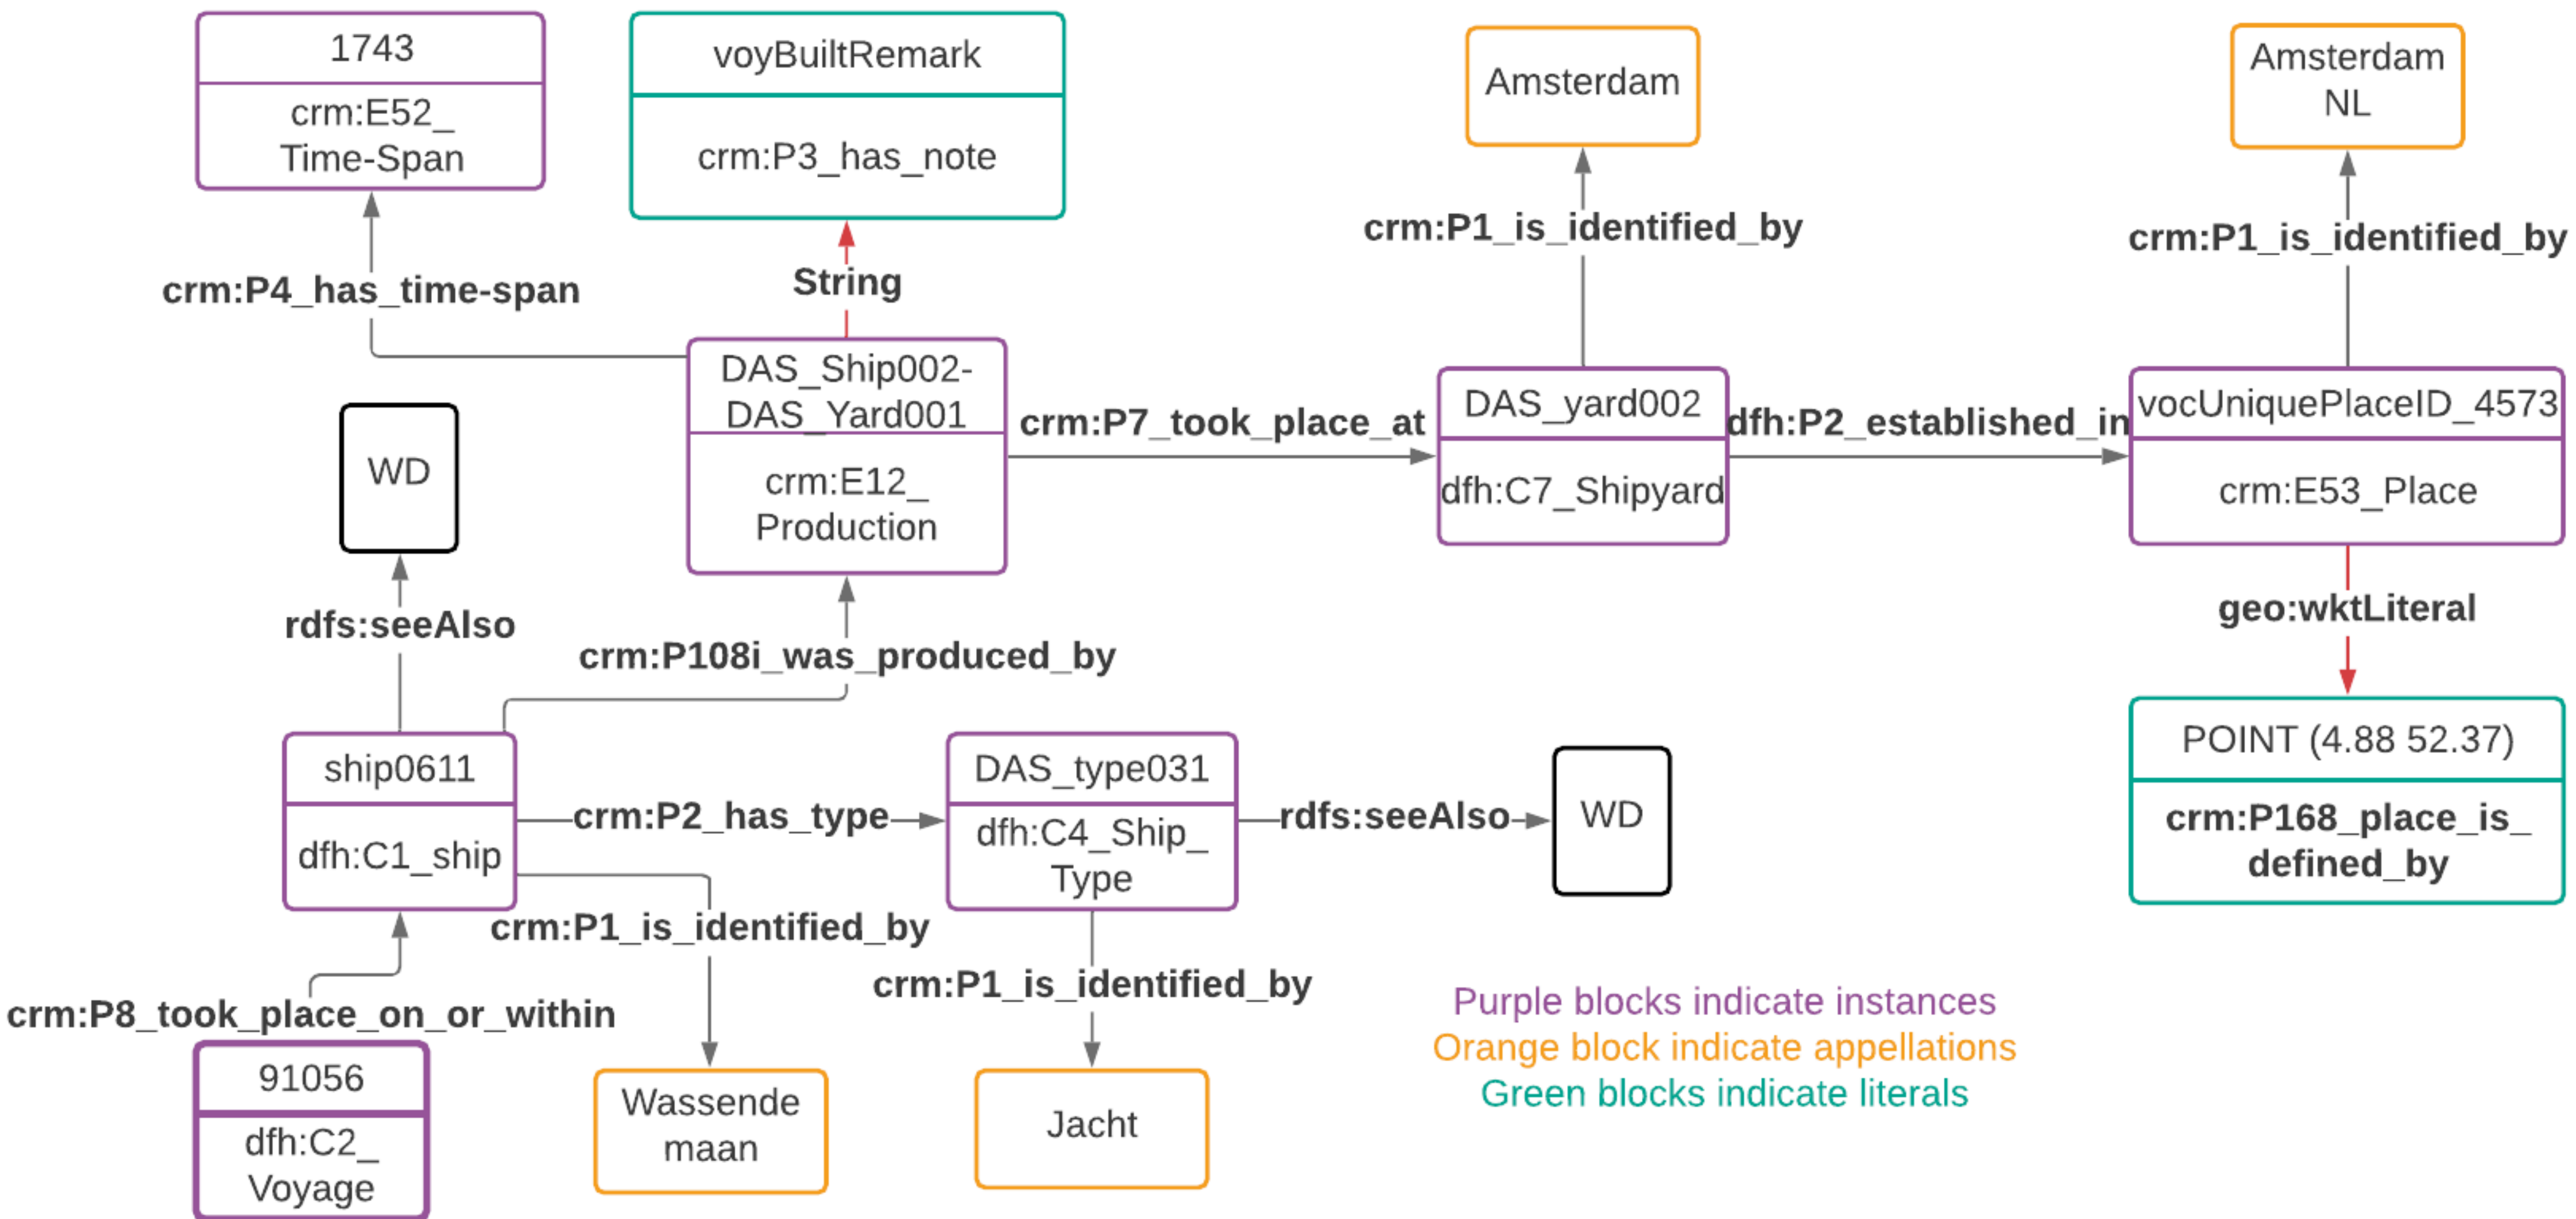 1743
crm:E52_
Time-Span
voyBuiltRemark
crm:P3_has_note
Amsterdam
Amsterdam
NL
crm:P4_has_time-span
String
crm:P1_is_identified_by
crm:P1_is_identified_by
DAS_Ship002-
DAS_Yard001
crm:E12_
Production
crm:P7_took_place_at
DAS_yard002
dfh:C7_Shipyard
dfh:P2_established_in
vocUniquePlaceID_4573
crm:E53_Place
WD
rdfs:seeAlso
crm:P108i_was_produced_by
geo:wktLiteral
POINT (4.88 52.37)
crm:P168_place_is_
defined_by
ship0611
dfh:C1_ship
crm:P2_has_type
DAS_type031
dfh:C4_Ship_
Type
rdfs:seeAlso
WD
crm:P1_is_identified_by
crm:P1_is_identified_by
crm:P8_took_place_on_or_within
91056
dfh:C2_
Voyage
Wassende
maan
Jacht
Purple blocks indicate instances
Orange block indicate appellations
Green blocks indicate literals